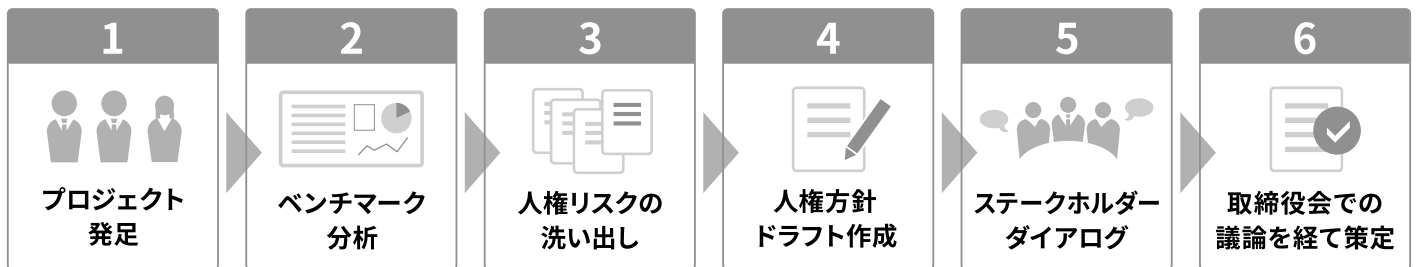 1
プロジェクト
発足
2
ベンチマーク
分析
3
人権リスクの
洗い出し
4
人権方針
ドラフト作成
5
ステークホルダー
ダイアログ
6
取締役会での
議論を経て策定